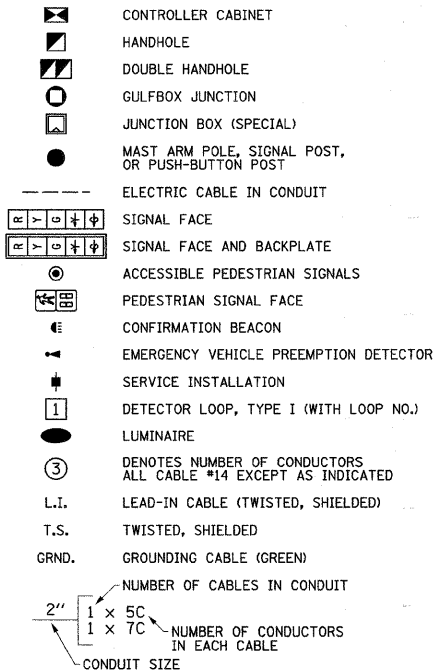 CONTROLLER CABINET
HANDHOLE
DOUBLE HANDHOLE
GULFBOX JUNCTION
JUNCTION BOX (SPECIAL)
MAST ARM POLE, SIGNAL POST,
OR PUSH-BUTTON POST
ELECTRIC CABLE IN CONDUIT
R Y G SIGNAL FACE
R Y G SIGNAL FACE AND BACKPLATE
ACCESSIBLE PEDESTRIAN SIGNALS
PEDESTRIAN SIGNAL FACE
CONFIRMATION BEACON
EMERGENCY VEHICLE PREEMPTION DETECTOR
SERVICE INSTALLATION
1 DETECTOR LOOP, TYPE I (WITH LOOP NO.)
LUMINAIRE
3 DENOTES NUMBER OF CONDUCTORS
ALL CABLE #14 EXCEPT AS INDICATED
L.I. LEAD-IN CABLE (TWISTED, SHIELDED)
T.S. TWISTED, SHIELDED
GRND. GROUNDING CABLE (GREEN)
NUMBER OF CABLES IN CONDUIT
2" 1 x 5C
1 x 7C NUMBER OF CONDUCTORS
IN EACH CABLE
CONDUIT SIZE